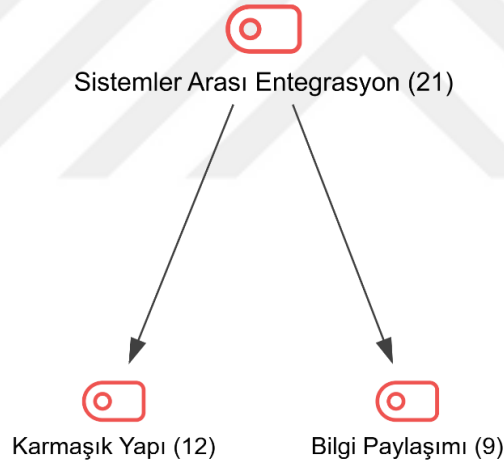 Sistemler Arası Entegrasyon (21)
Karmaşık Yapı (12)
Bilgi Paylaşımı (9)